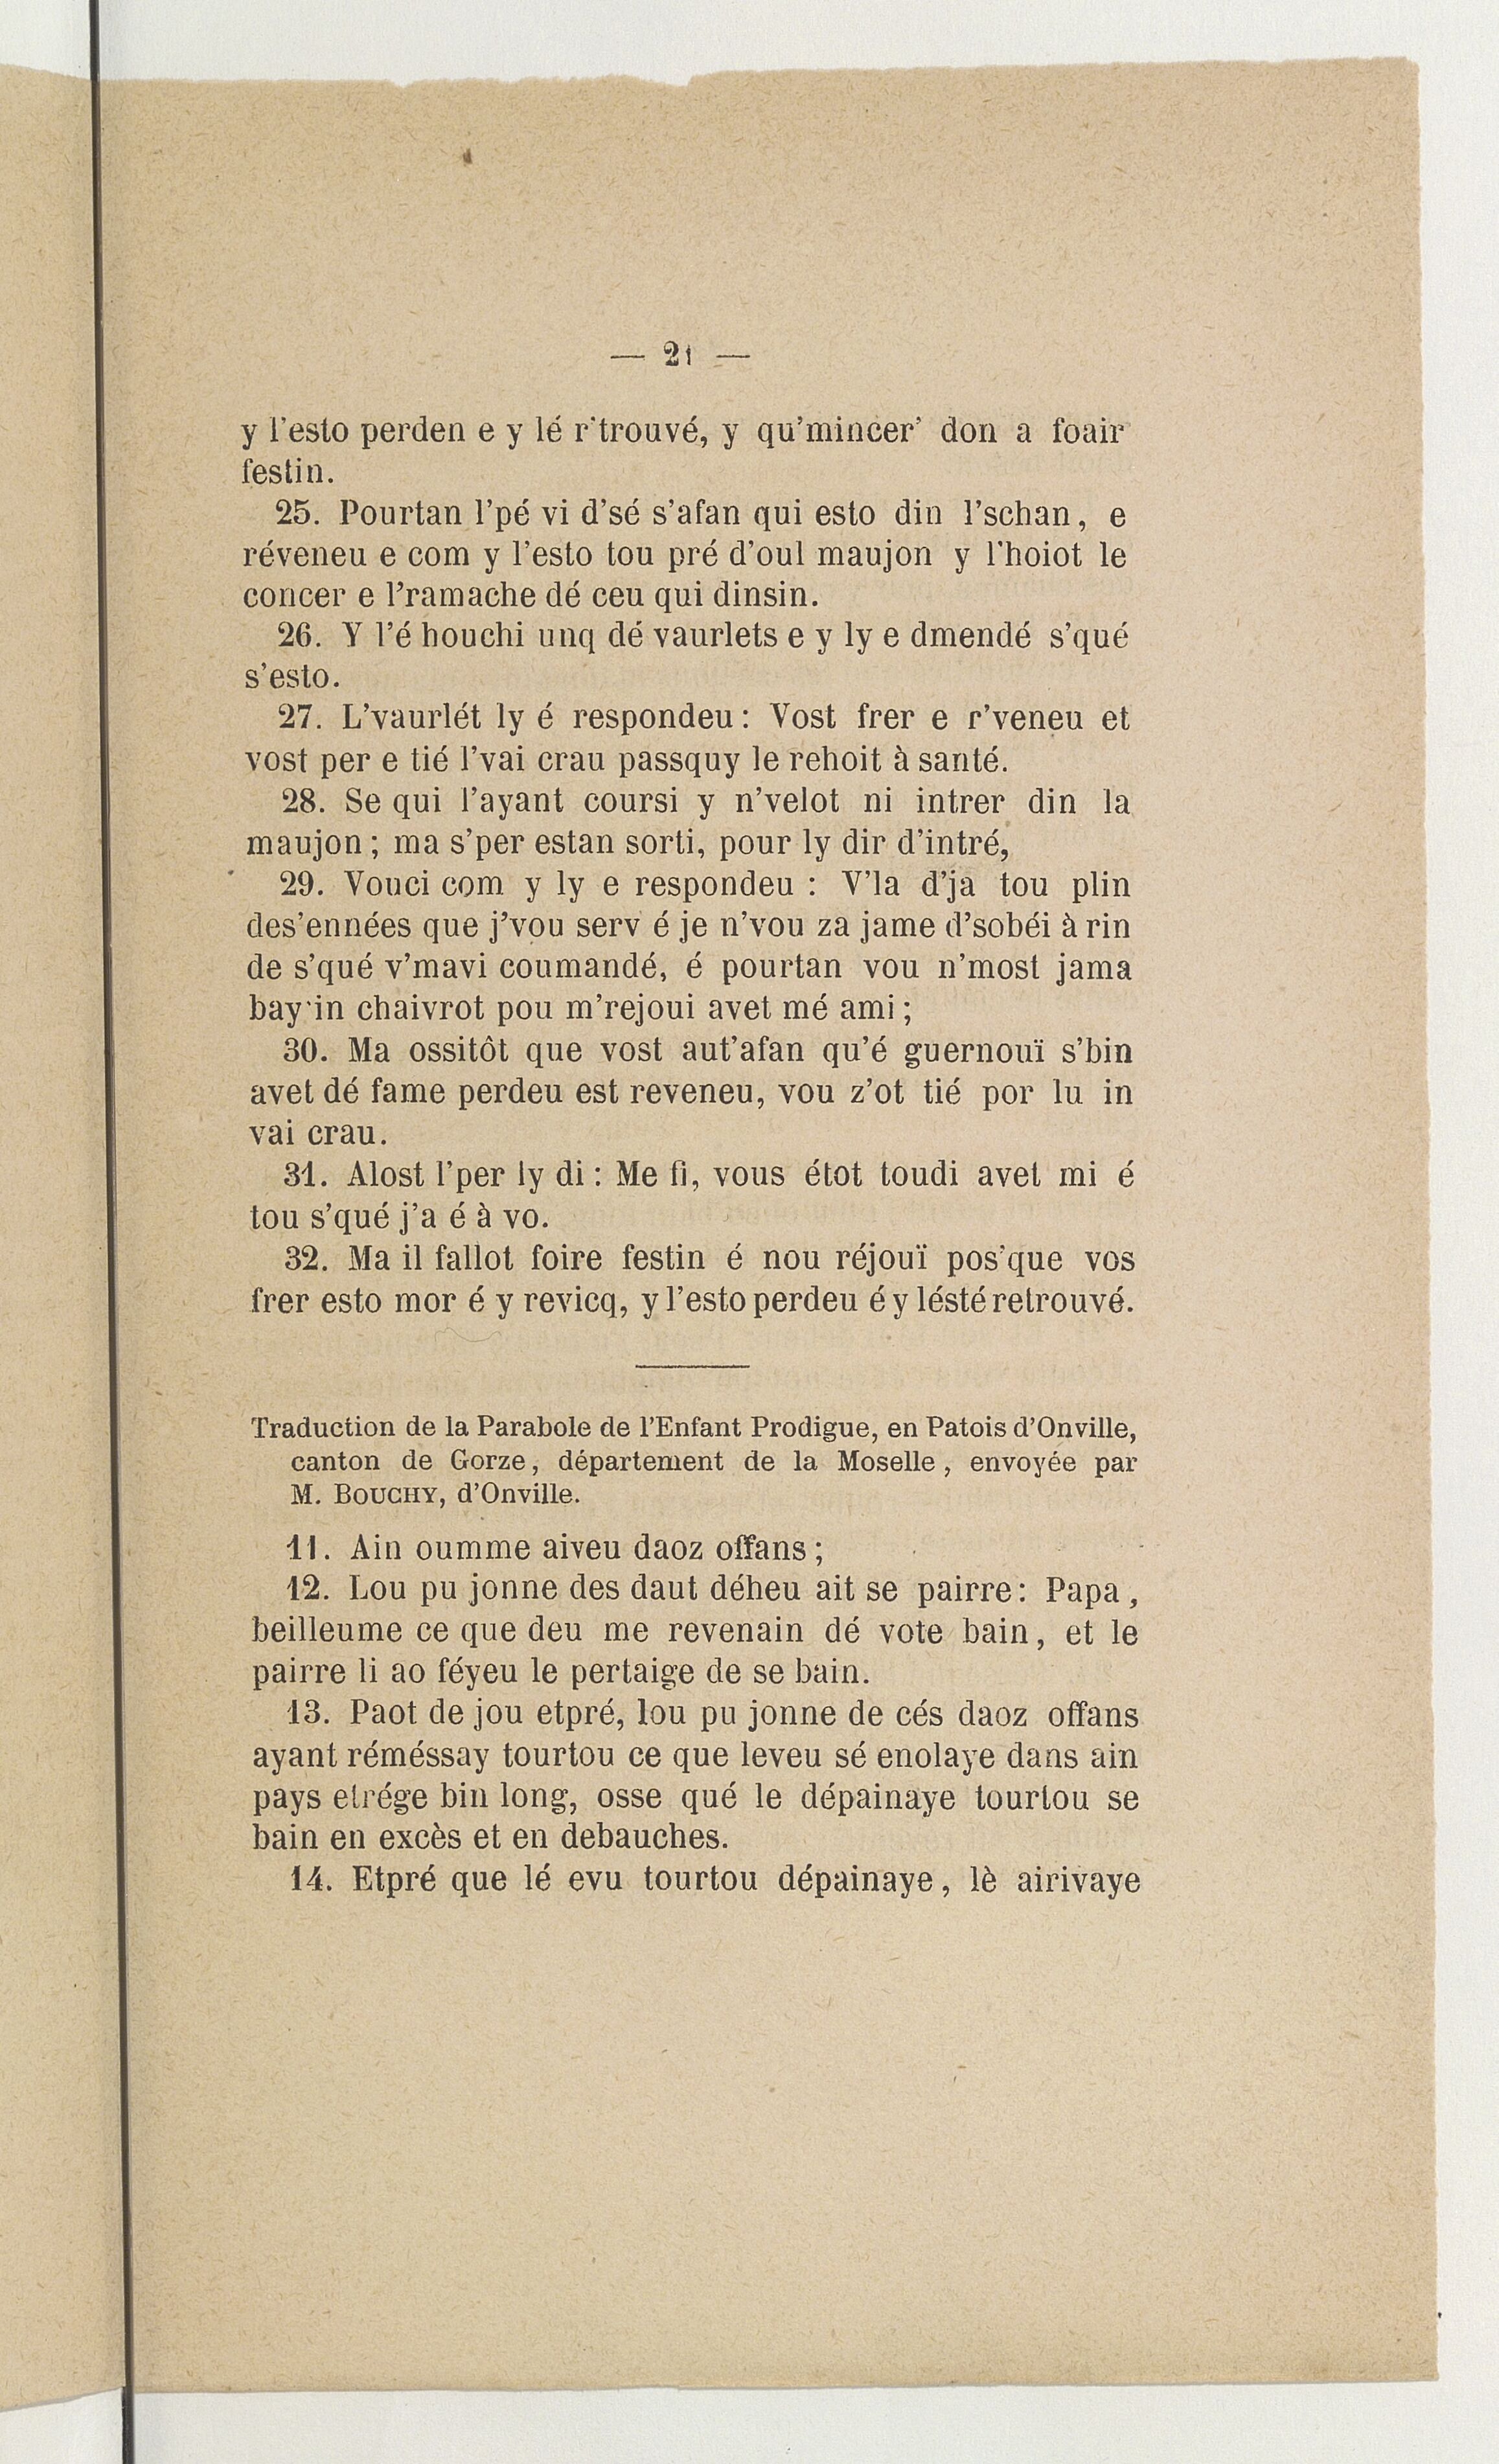 — 21 —
y l'esto perden e y lé r'trouvé, y qu'mincer' don a foair
festin.
25. Pourtan l'pé vi d'sé s'afan qui esto din l'schan, e
réveneu e com y l'esto tou pré d'oul maujon y l'hoiot le
concer e l'ramache dé ceu qui dinsin.
26. Y l'é houchi unq dé vaurlets e y ly e dmendé s'qué
s'esto.
27. L'vaurlét ly é respondeu : Vost frer e r'veneu et
vost per e tié l'vai crau passquy le rehoit à santé.
28. Se qui l'ayant coursi y n'velot ni intrer din la
maujon ; ma s'per estan sorti, pour ly dir d'intré,
29. Vouci com y ly e respondeu : V'la d'ja tou plin
des'ennées que j'vou serv é je n'vou za jame d'sobéi à rin
de s'qué v'mavi coumandé, é pourtan vou n'most jama
bay'in chaivrot pou m'rejoui avet mé ami ;
30. Ma ossitôt que vost aut'afan qu'é guernouï s'bin
avet dé fame perdeu est reveneu, vou z'ot tié por lu in
vai crau.
31. Alost l'per ly di : Me fi, vous étot toudi avet mi é
tou s'qué j'a é à vo.
32. Ma il fallot foire festin é nou réjouï pos'que vos
frer esto mor é y revicq, y l'esto perdeu é y lésté retrouvé.
Traduction de la Parabole de l'Enfant Prodigue, en Patois d'Onville,
canton de Gorze, département de la Moselle, envoyée par
M. BOUCHY, d'Onville.
11. Ain oumme aiveu daoz offans ;
12. Lou pu jonne des daut déheu ait se pairre : Papa,
beilleume ce que deu me revenain dé vote bain, et le
pairre li ao féyeu le pertaige de se bain.
13. Paot de jou etpré, lou pu jonne de cés daoz offans
ayant réméssay tourtou ce que leveu sé enolaye dans ain
pays etrége bin long, osse qué le dépainaye tourtou se
bain en excès et en debauches.
14. Etpré que lé evu tourtou dépainaye, lè airivaye